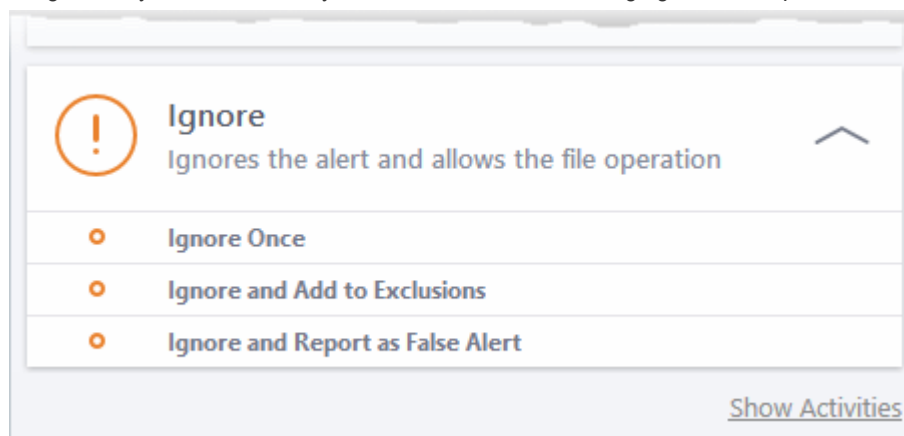 Ignore
Ignores the alert and allows the file operation
Ignore Once
Ignore and Add to Exclusions
Ignore and Report as False Alert
Show Activities